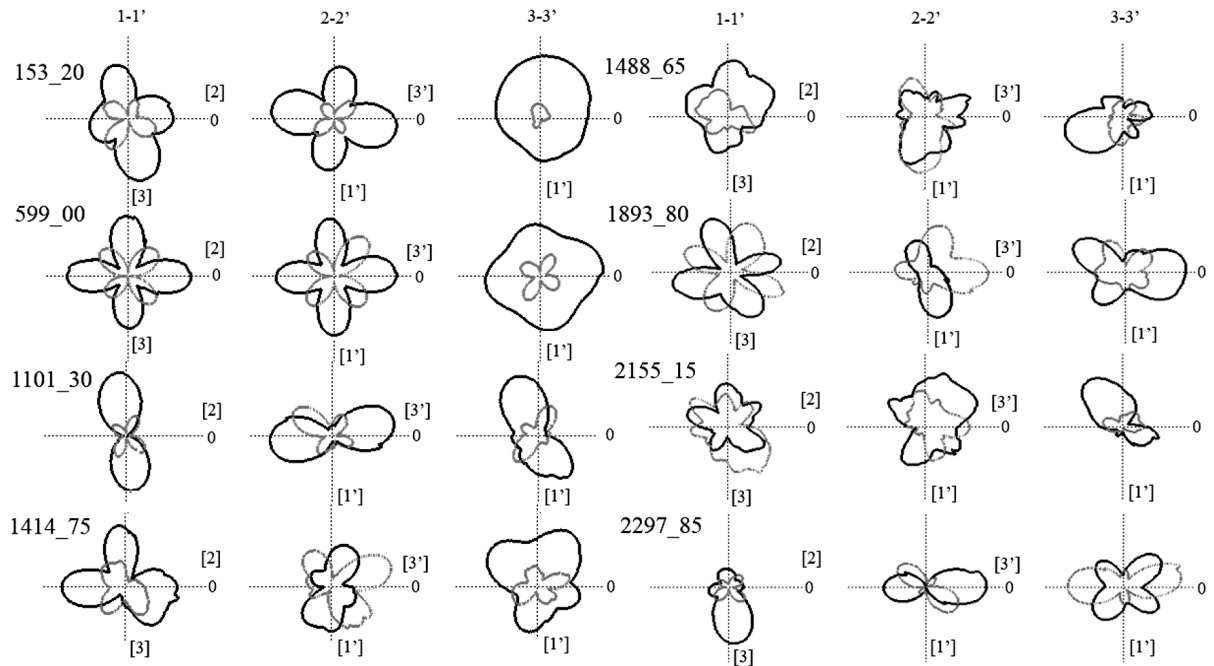 1-1’ 2-2’ 3-3’ 1-1’ 2-2’ 3-3’
153_20 [2] 0 [3] [3’] 0 [1’] 0 [1’] 1488_65 [2] 0 [3] [3’] 0 [1’] 0 [1’]
599_00 [2] 0 [3] [3’] 0 [1’] 0 [1’] 1893_80 [2] 0 [3] [3’] 0 [1’] 0 [1’]
1101_30 [2] 0 [3’] 0 [1’] 0 [1’] 2155_15 [2] 0 [3] [3’] 0 [1’] 0 [1’]
1414_75 [2] 0 [3] [3’] 0 [1’] 0 [1’] 2297_85 [2] 0 [3] [3’] 0 [1’] 0 [1’]